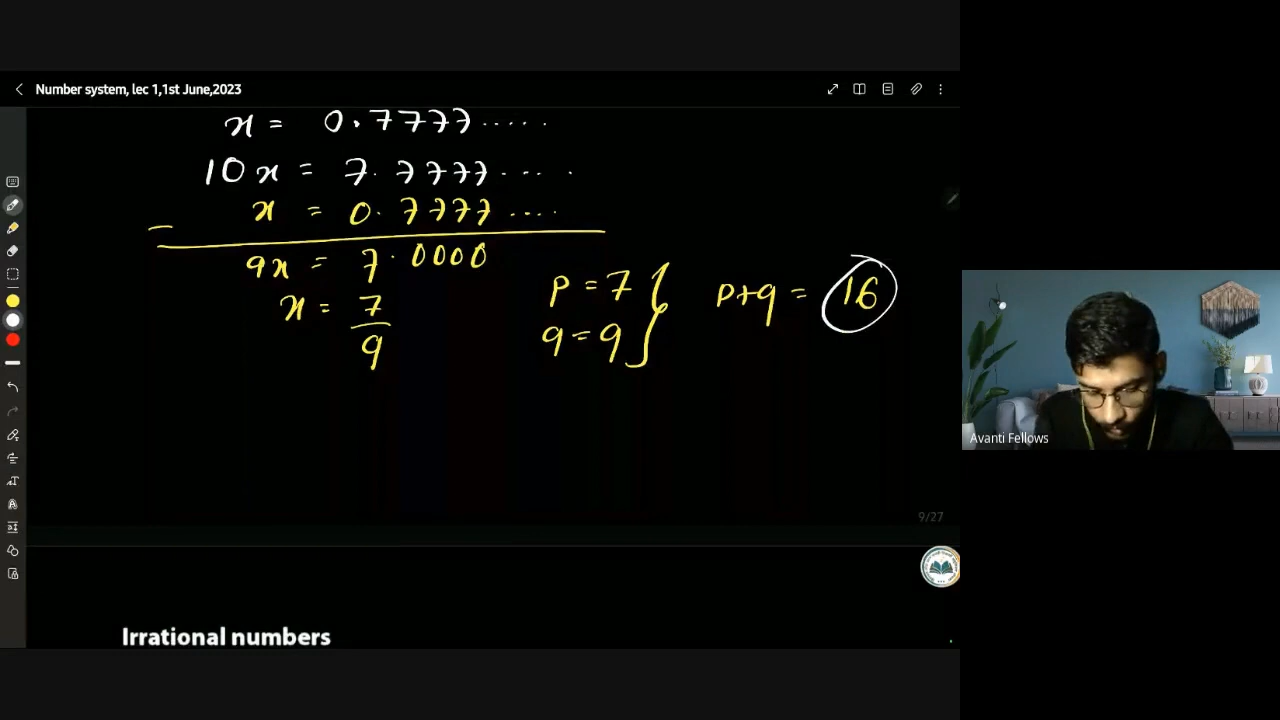 Number system, lec 1,1st June,2023
x = 0.7777.....
10x = 7.7777.....
- x = 0.7777....
9x = 7.0000
x = 7/9
p = 7
q = 9
p+q = 16
9/27
Irrational numbers
Avanti Fellows